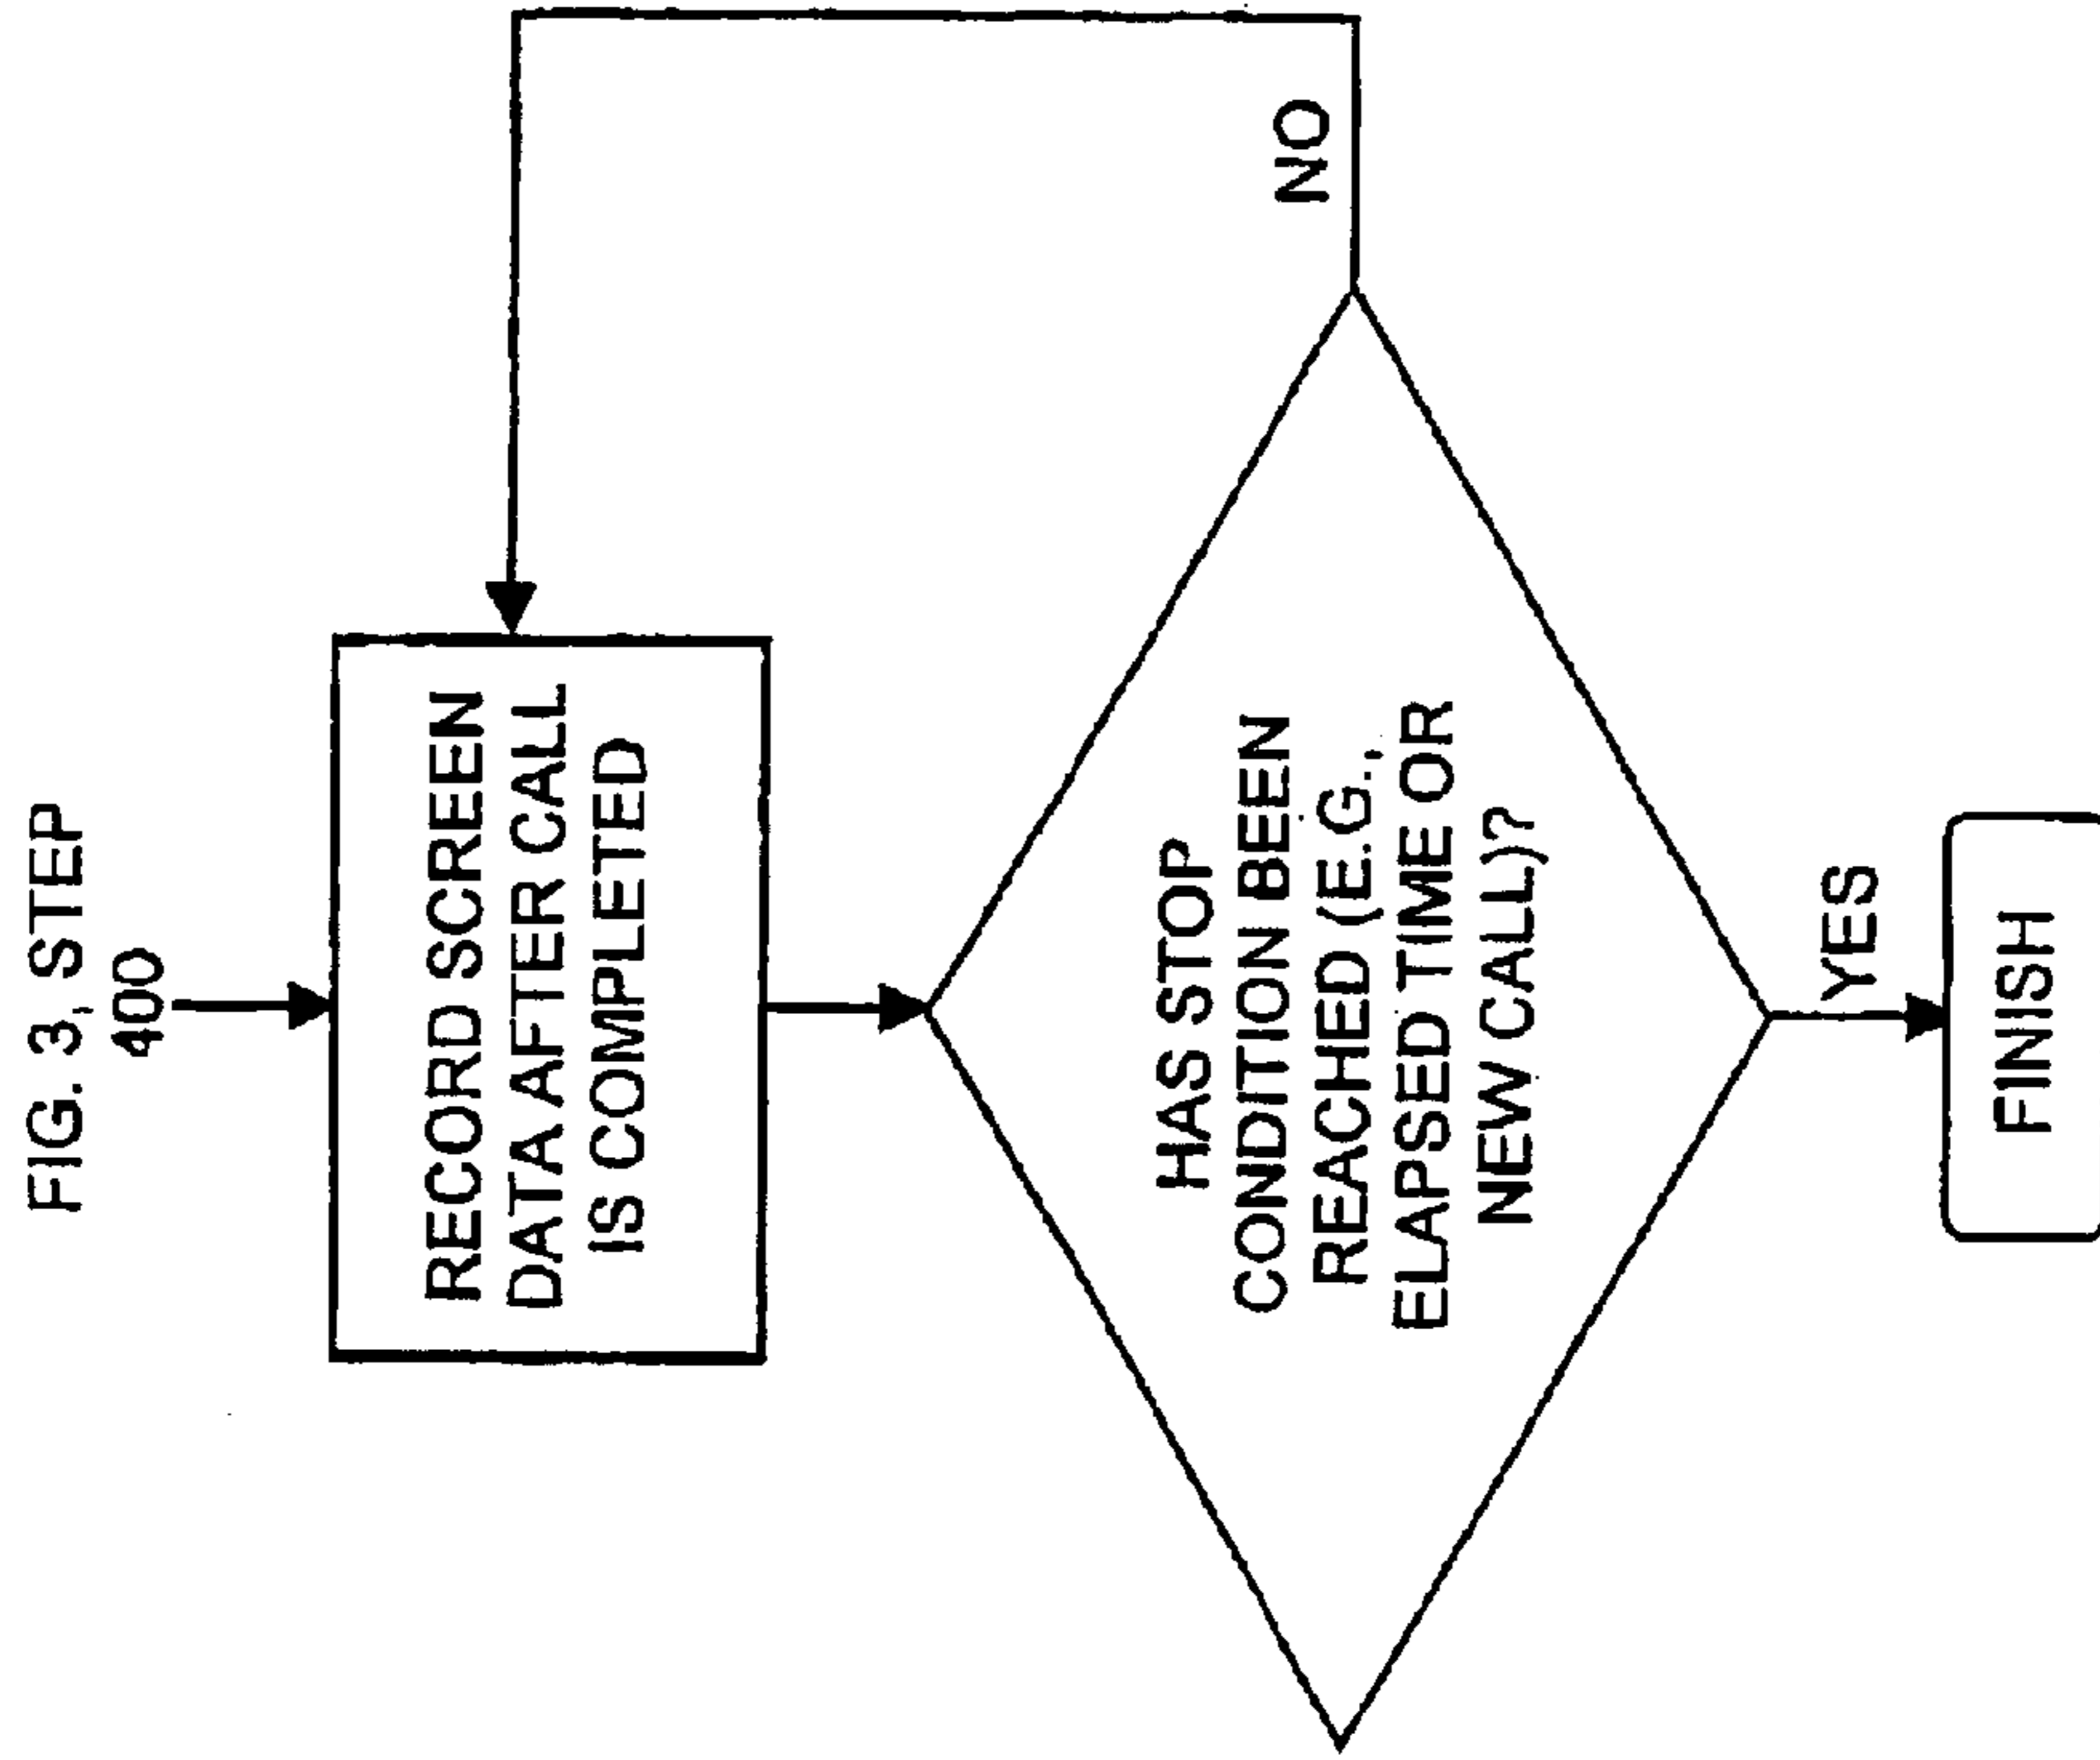 FIG. 3, STEP
400
RECORD SCREEN
DATA AFTER CALL
IS COMPLETED
HAS STOP
CONDITION BEEN
REACHED (E.G.,
ELAPSED TIME OR
NEW CALL)?
NO
YES
FINISH